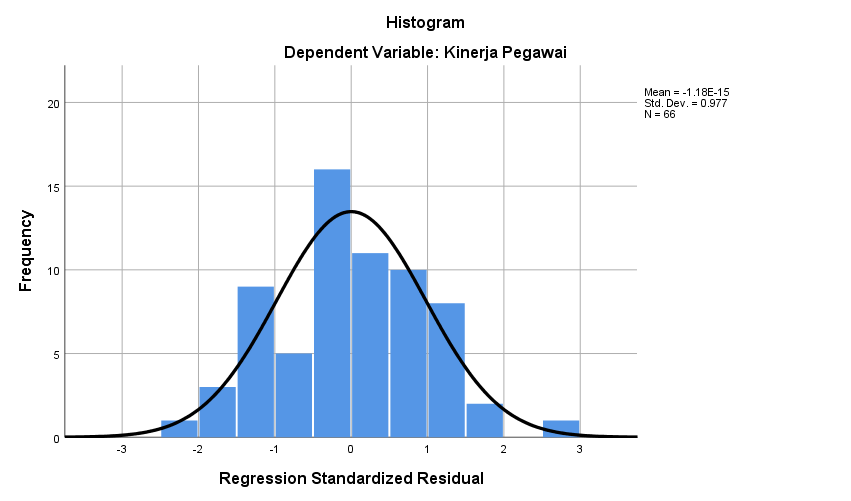 Histogram
Dependent Variable: Kinerja Pegawai
Mean = -1.18E-15
Std. Dev. = 0.977
N = 66
Frequency
20
15
10
5
0
-3 -2 -1 0 1 2 3
Regression Standardized Residual